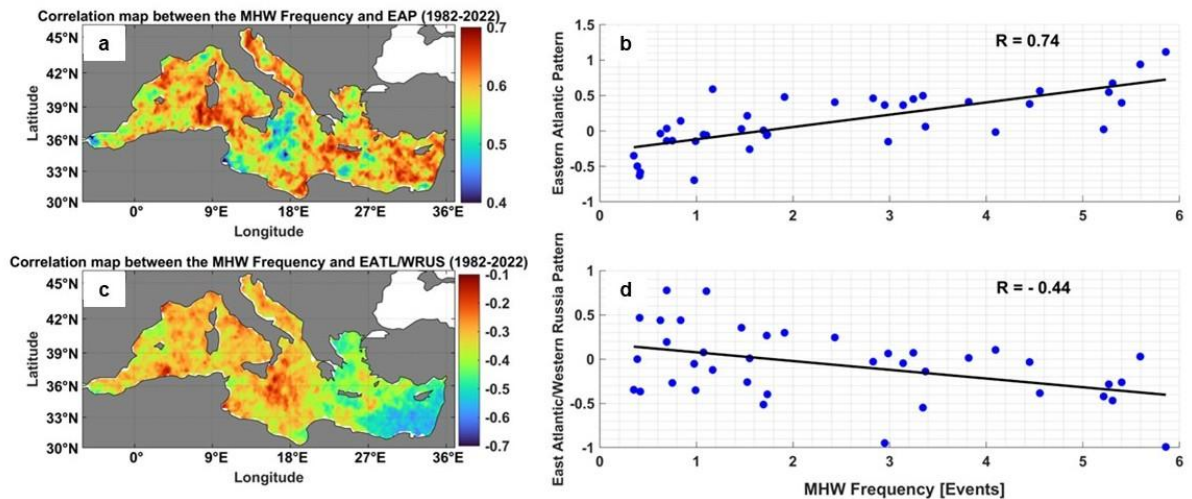 Correlation map between the MHW Frequency and EAP (1982-2022)
a
45°N
42°N
39°N
36°N
33°N
30°N
Latitude
0°
9°E
18°E
27°E
36°E
Longitude
0.7
0.6
0.5
0.4
b
R = 0.74
Eastern Atlantic Pattern
1.5
1
0.5
0
-0.5
-1
0
1
2
3
4
5
6
Correlation map between the MHW Frequency and EATL/WRUS (1982-2022)
c
45°N
42°N
39°N
36°N
33°N
30°N
Latitude
0°
9°E
18°E
27°E
36°E
Longitude
-0.1
-0.2
-0.3
-0.4
-0.5
-0.6
-0.7
d
R = - 0.44
East Atlantic/Western Russia Pattern
1
0.5
0
-0.5
-1
0
1
2
3
4
5
6
MHW Frequency [Events]